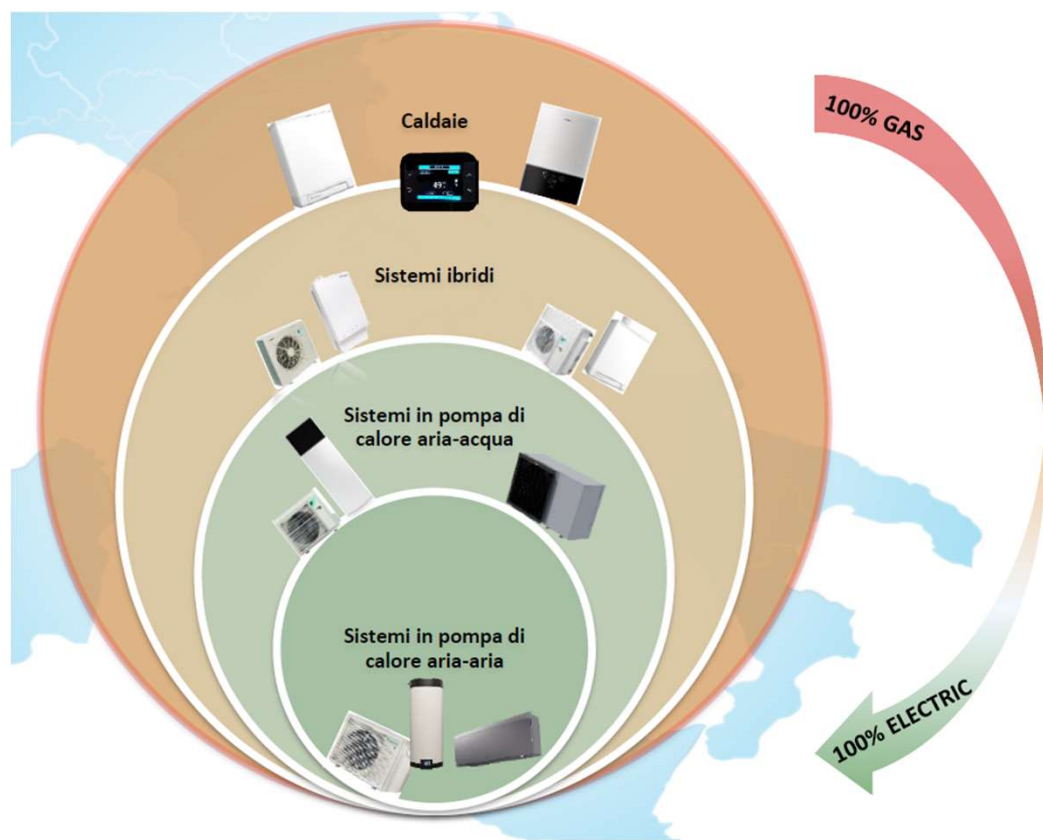 Caldaie
100% GAS
Sistemi ibridi
Sistemi in pompa di
calore aria-acqua
Sistemi in pompa di
calore aria-aria
100% ELECTRIC